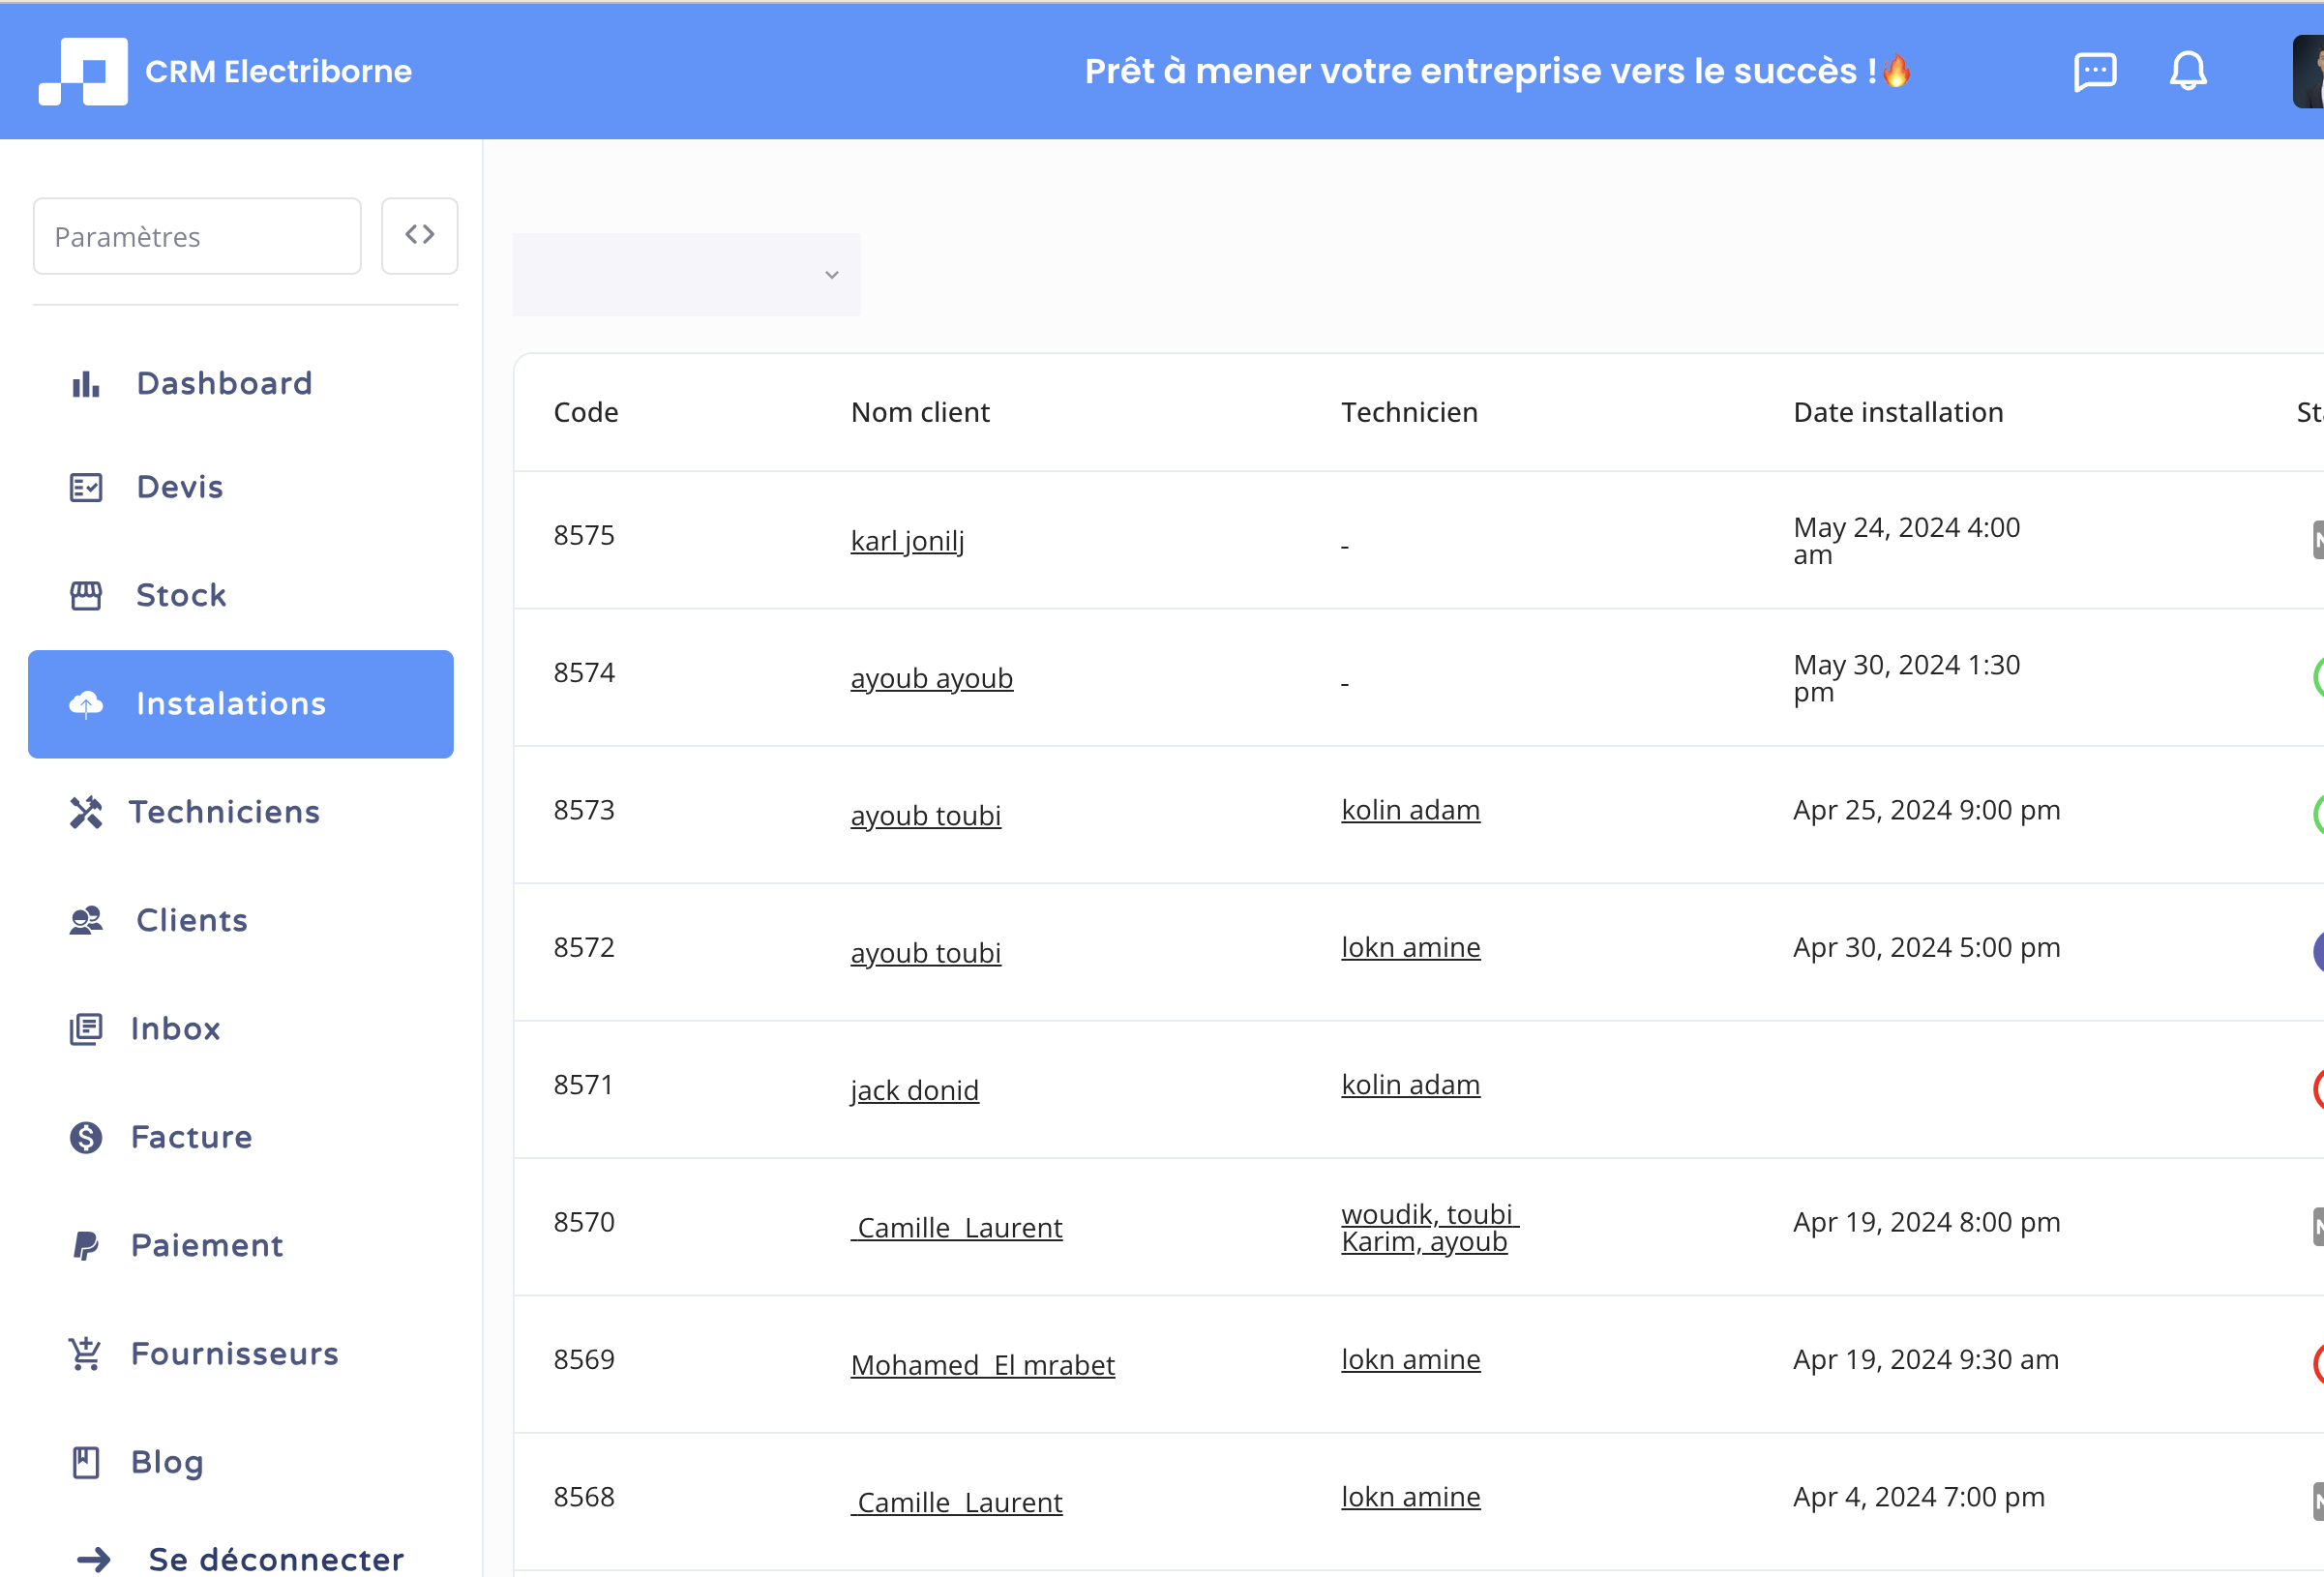 CRM Electriborne
Prêt à mener votre entreprise vers le succès !🔥
Paramètres
Dashboard
Devis
Stock
Instalations
Techniciens
Clients
Inbox
Facture
Paiement
Fournisseurs
Blog
Se déconnecter
Code Nom client Technicien Date installation
8575 karl jonilj - May 24, 2024 4:00
am
8574 ayoub ayoub - May 30, 2024 1:30
pm
8573 ayoub toubi kolin adam Apr 25, 2024 9:00 pm
8572 ayoub toubi lokn amine Apr 30, 2024 5:00 pm
8571 jack donid kolin adam
8570 Camille Laurent woudik, toubi Apr 19, 2024 8:00 pm
Karim, ayoub
8569 Mohamed El mrabet lokn amine Apr 19, 2024 9:30 am
8568 Camille Laurent lokn amine Apr 4, 2024 7:00 pm